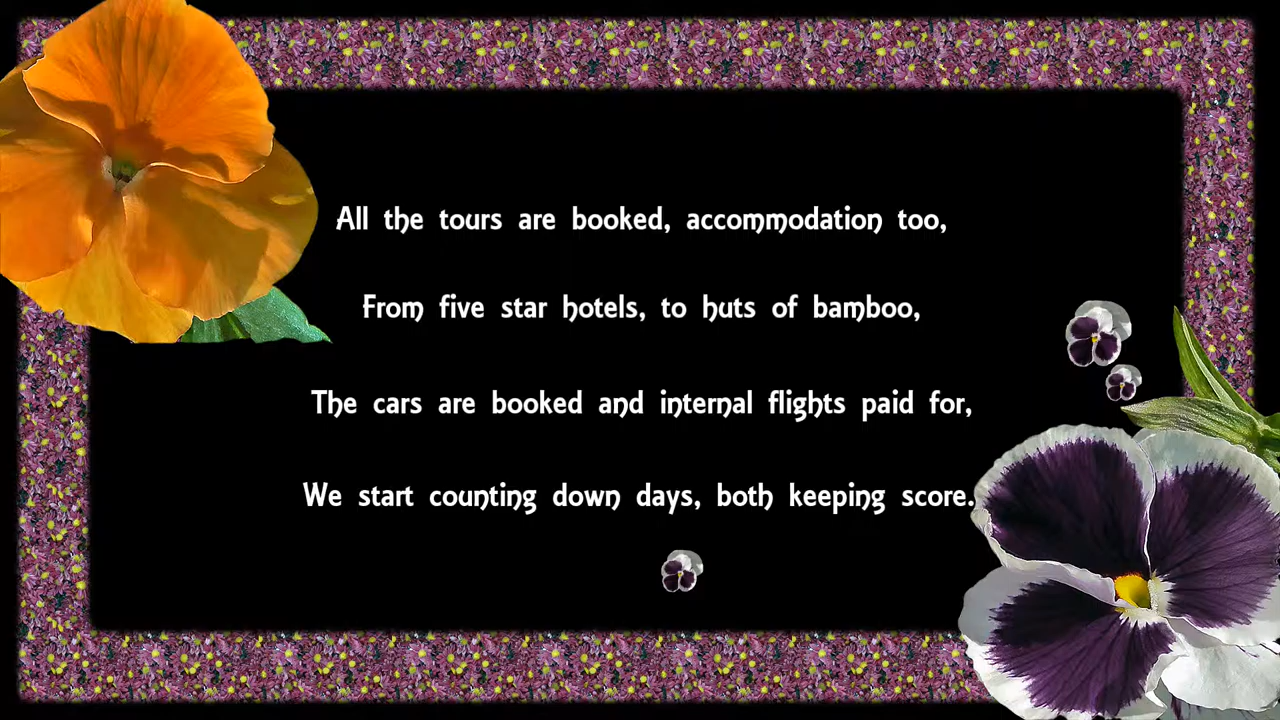 All the tours are booked, accommodation too,
From five star hotels, to huts of bamboo,
The cars are booked and internal flights paid for,
We start counting down days, both keeping score.